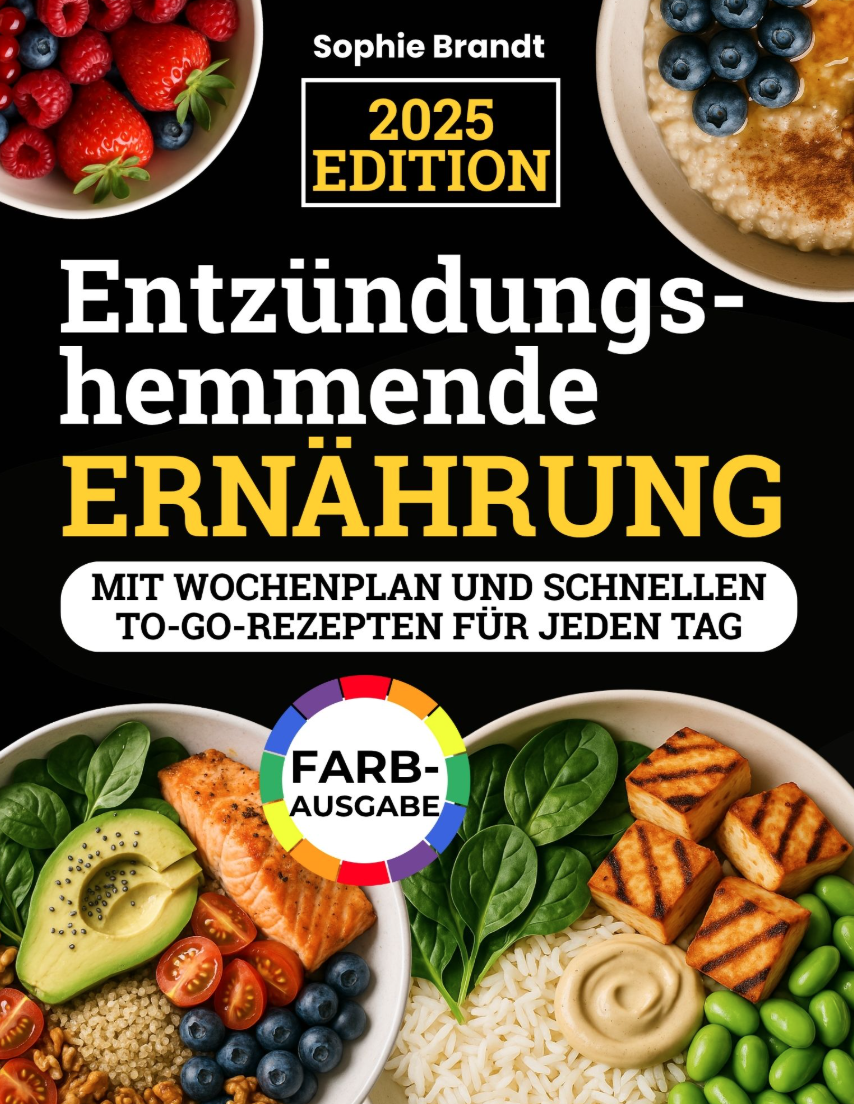 Sophie Brandt
2025
EDITION
Entzündungs-
hemmende
ERNÄHRUNG
MIT WOCHENPLAN UND SCHNELLEN
TO-GO-REZEPTEN FÜR JEDEN TAG
FARB-
AUSGABE